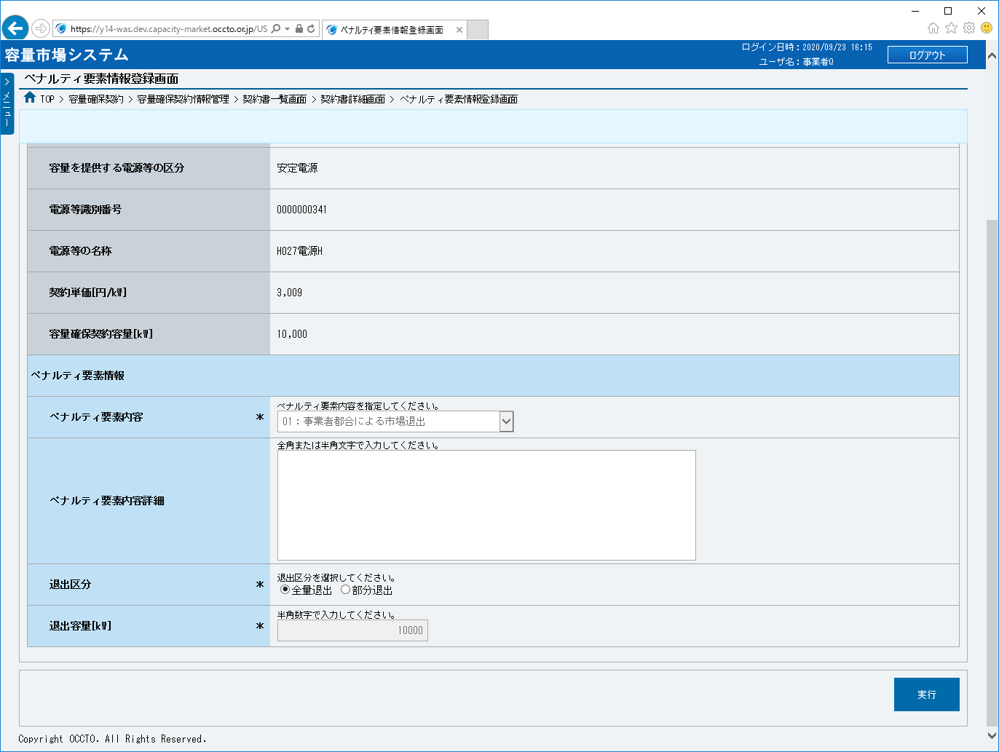 https://y14-was.dev.capacity-market.occto.or.jp/US
ペナルティ要素情報登録画面
容量市場システム
ログイン日時：2020/09/23 16:15
ユーザ名：事業者Q
ログアウト
メニュー
ペナルティ要素情報登録画面
TOP > 容量確保契約 > 容量確保契約情報管理 > 契約書一覧画面 > 契約書詳細画面 > ペナルティ要素情報登録画面
容量を提供する電源等の区分 安定電源
電源等識別番号 0000000341
電源等の名称 H027電源H
契約単価[円/kW] 3,009
容量確保契約容量[kW] 10,000
ペナルティ要素情報
ペナルティ要素内容 * ペナルティ要素内容を指定してください。
01：事業者都合による市場退出
ペナルティ要素内容詳細 全角または半角文字で入力してください。
退出区分 * 退出区分を選択してください。
全量退出 部分退出
退出容量[kW] * 半角数字で入力してください。
10000
実行
Copyright OCCTO. All Rights Reserved.